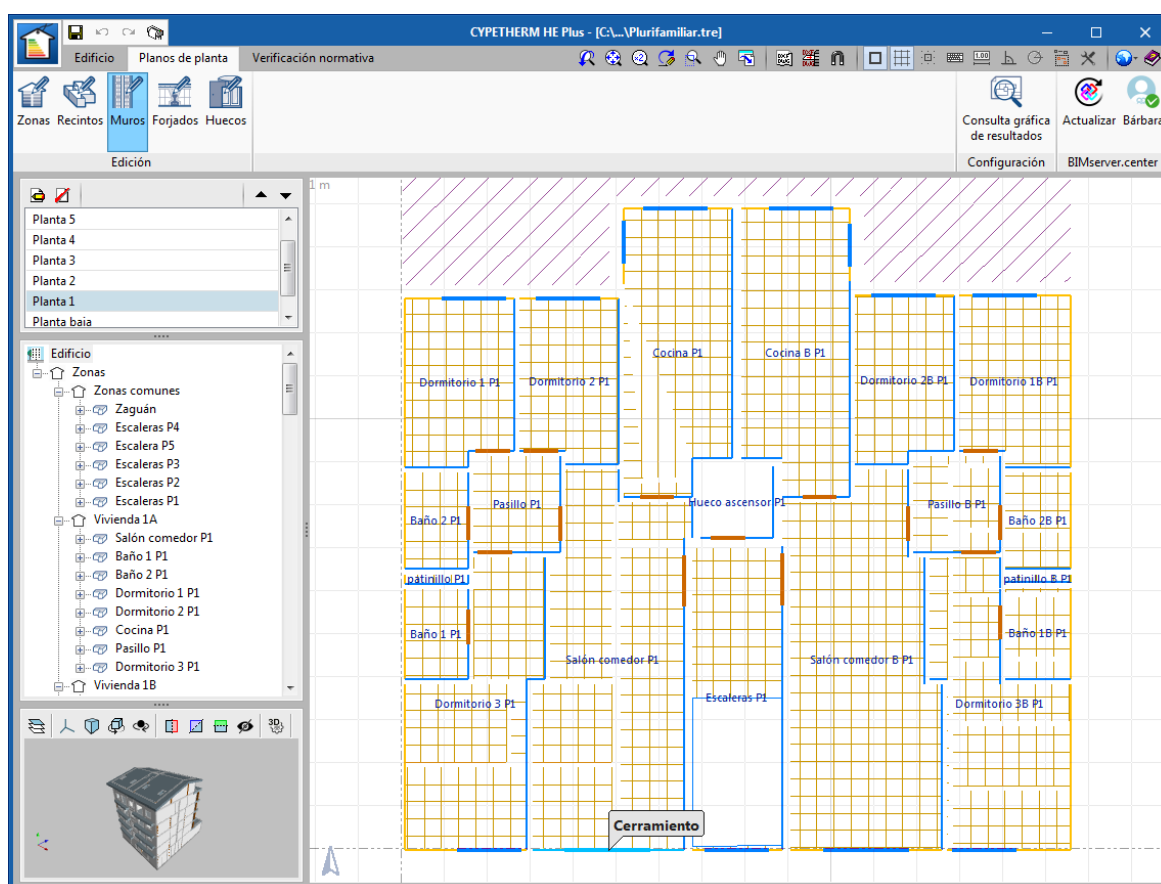 CYPETHERM HE Plus - [C:\...\Plurifamiliar.tre]
Edificio
Planos de planta
Verificación normativa
Zonas
Recintos
Muros
Forjados
Huecos
Consulta gráfica
de resultados
Actualizar
Bárbara
Edición
Configuración
BIMserver.center
1 m
Planta 5
Planta 4
Planta 3
Planta 2
Planta 1
Planta baja
Edificio
Zonas
Zonas comunes
Zaguán
Escaleras P4
Escalera P5
Escaleras P3
Escaleras P2
Escaleras P1
Vivienda 1A
Salón comedor P1
Baño 1 P1
Baño 2 P1
Dormitorio 1 P1
Dormitorio 2 P1
Cocina P1
Pasillo P1
Dormitorio 3 P1
Vivienda 1B
3D
Cocina P1
Cocina B P1
Dormitorio 1 P1
Dormitorio 2 P1
Dormitorio 2B P1
Dormitorio 1B P1
Pasillo P1
Hueco ascensor P1
Pasillo B P1
Baño 2 P1
Baño 2B P1
patinillo P1
patinillo B P1
Baño 1 P1
Baño 1B P1
Salón comedor P1
Salón comedor B P1
Dormitorio 3 P1
Escaleras P1
Dormitorio 3B P1
Cerramiento